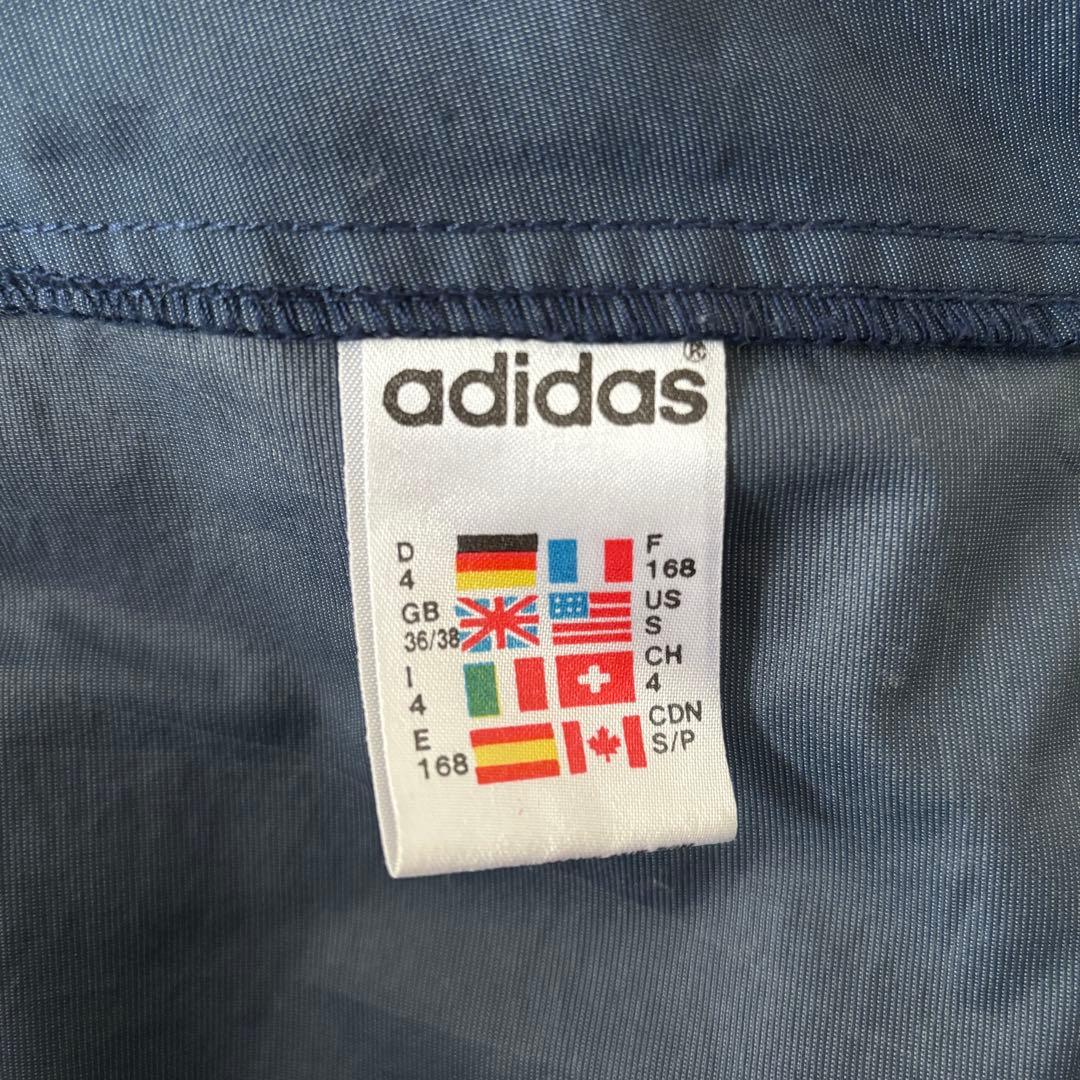 adidas®
D
4
F
168
GB
36/38
US
S
I
4
CH
4
E
168
CDN
S/P